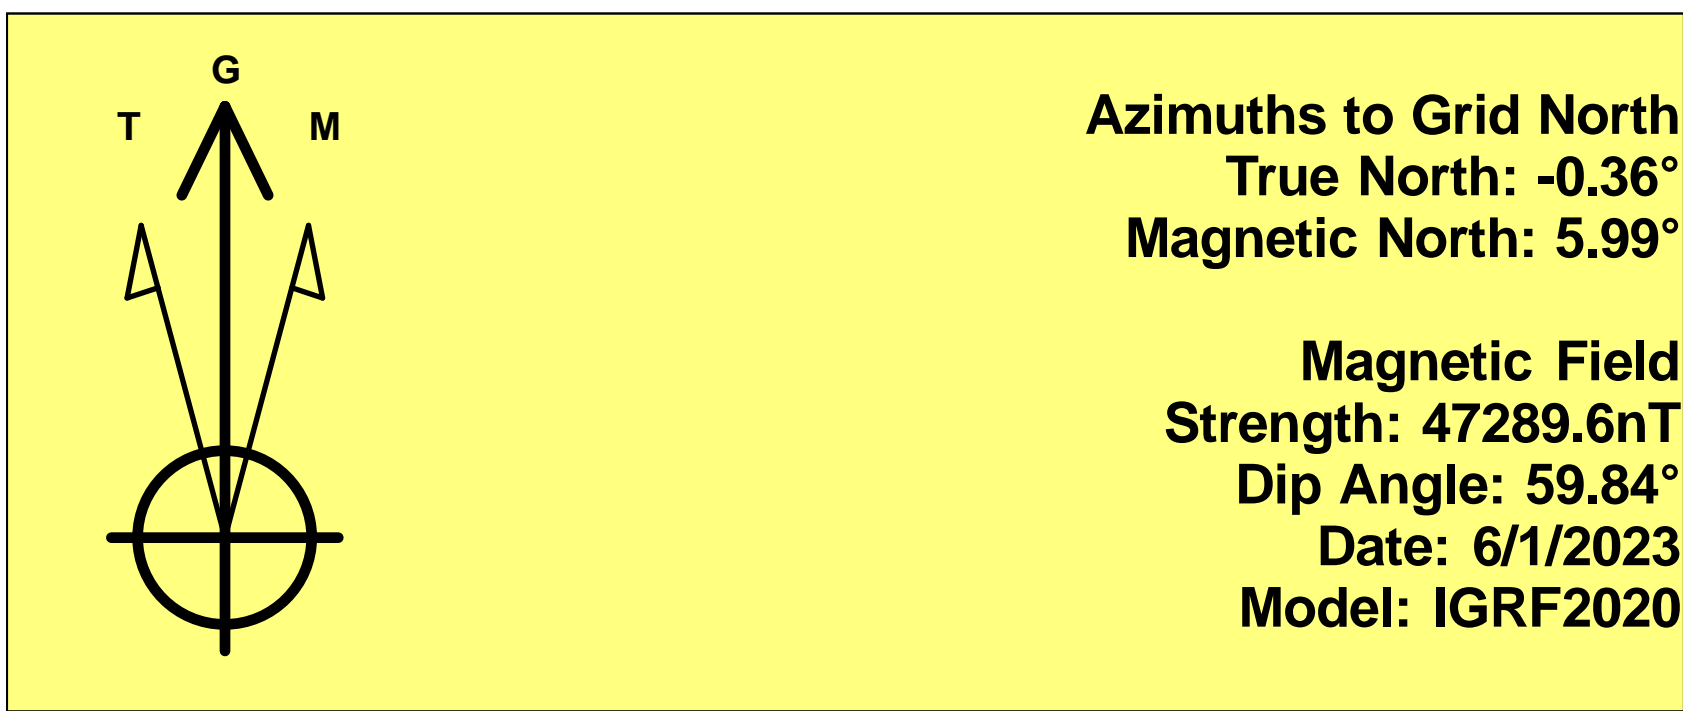 G
T
M
Azimuths to Grid North
True North: -0.36°
Magnetic North: 5.99°
Magnetic Field
Strength: 47289.6nT
Dip Angle: 59.84°
Date: 6/1/2023
Model: IGRF2020